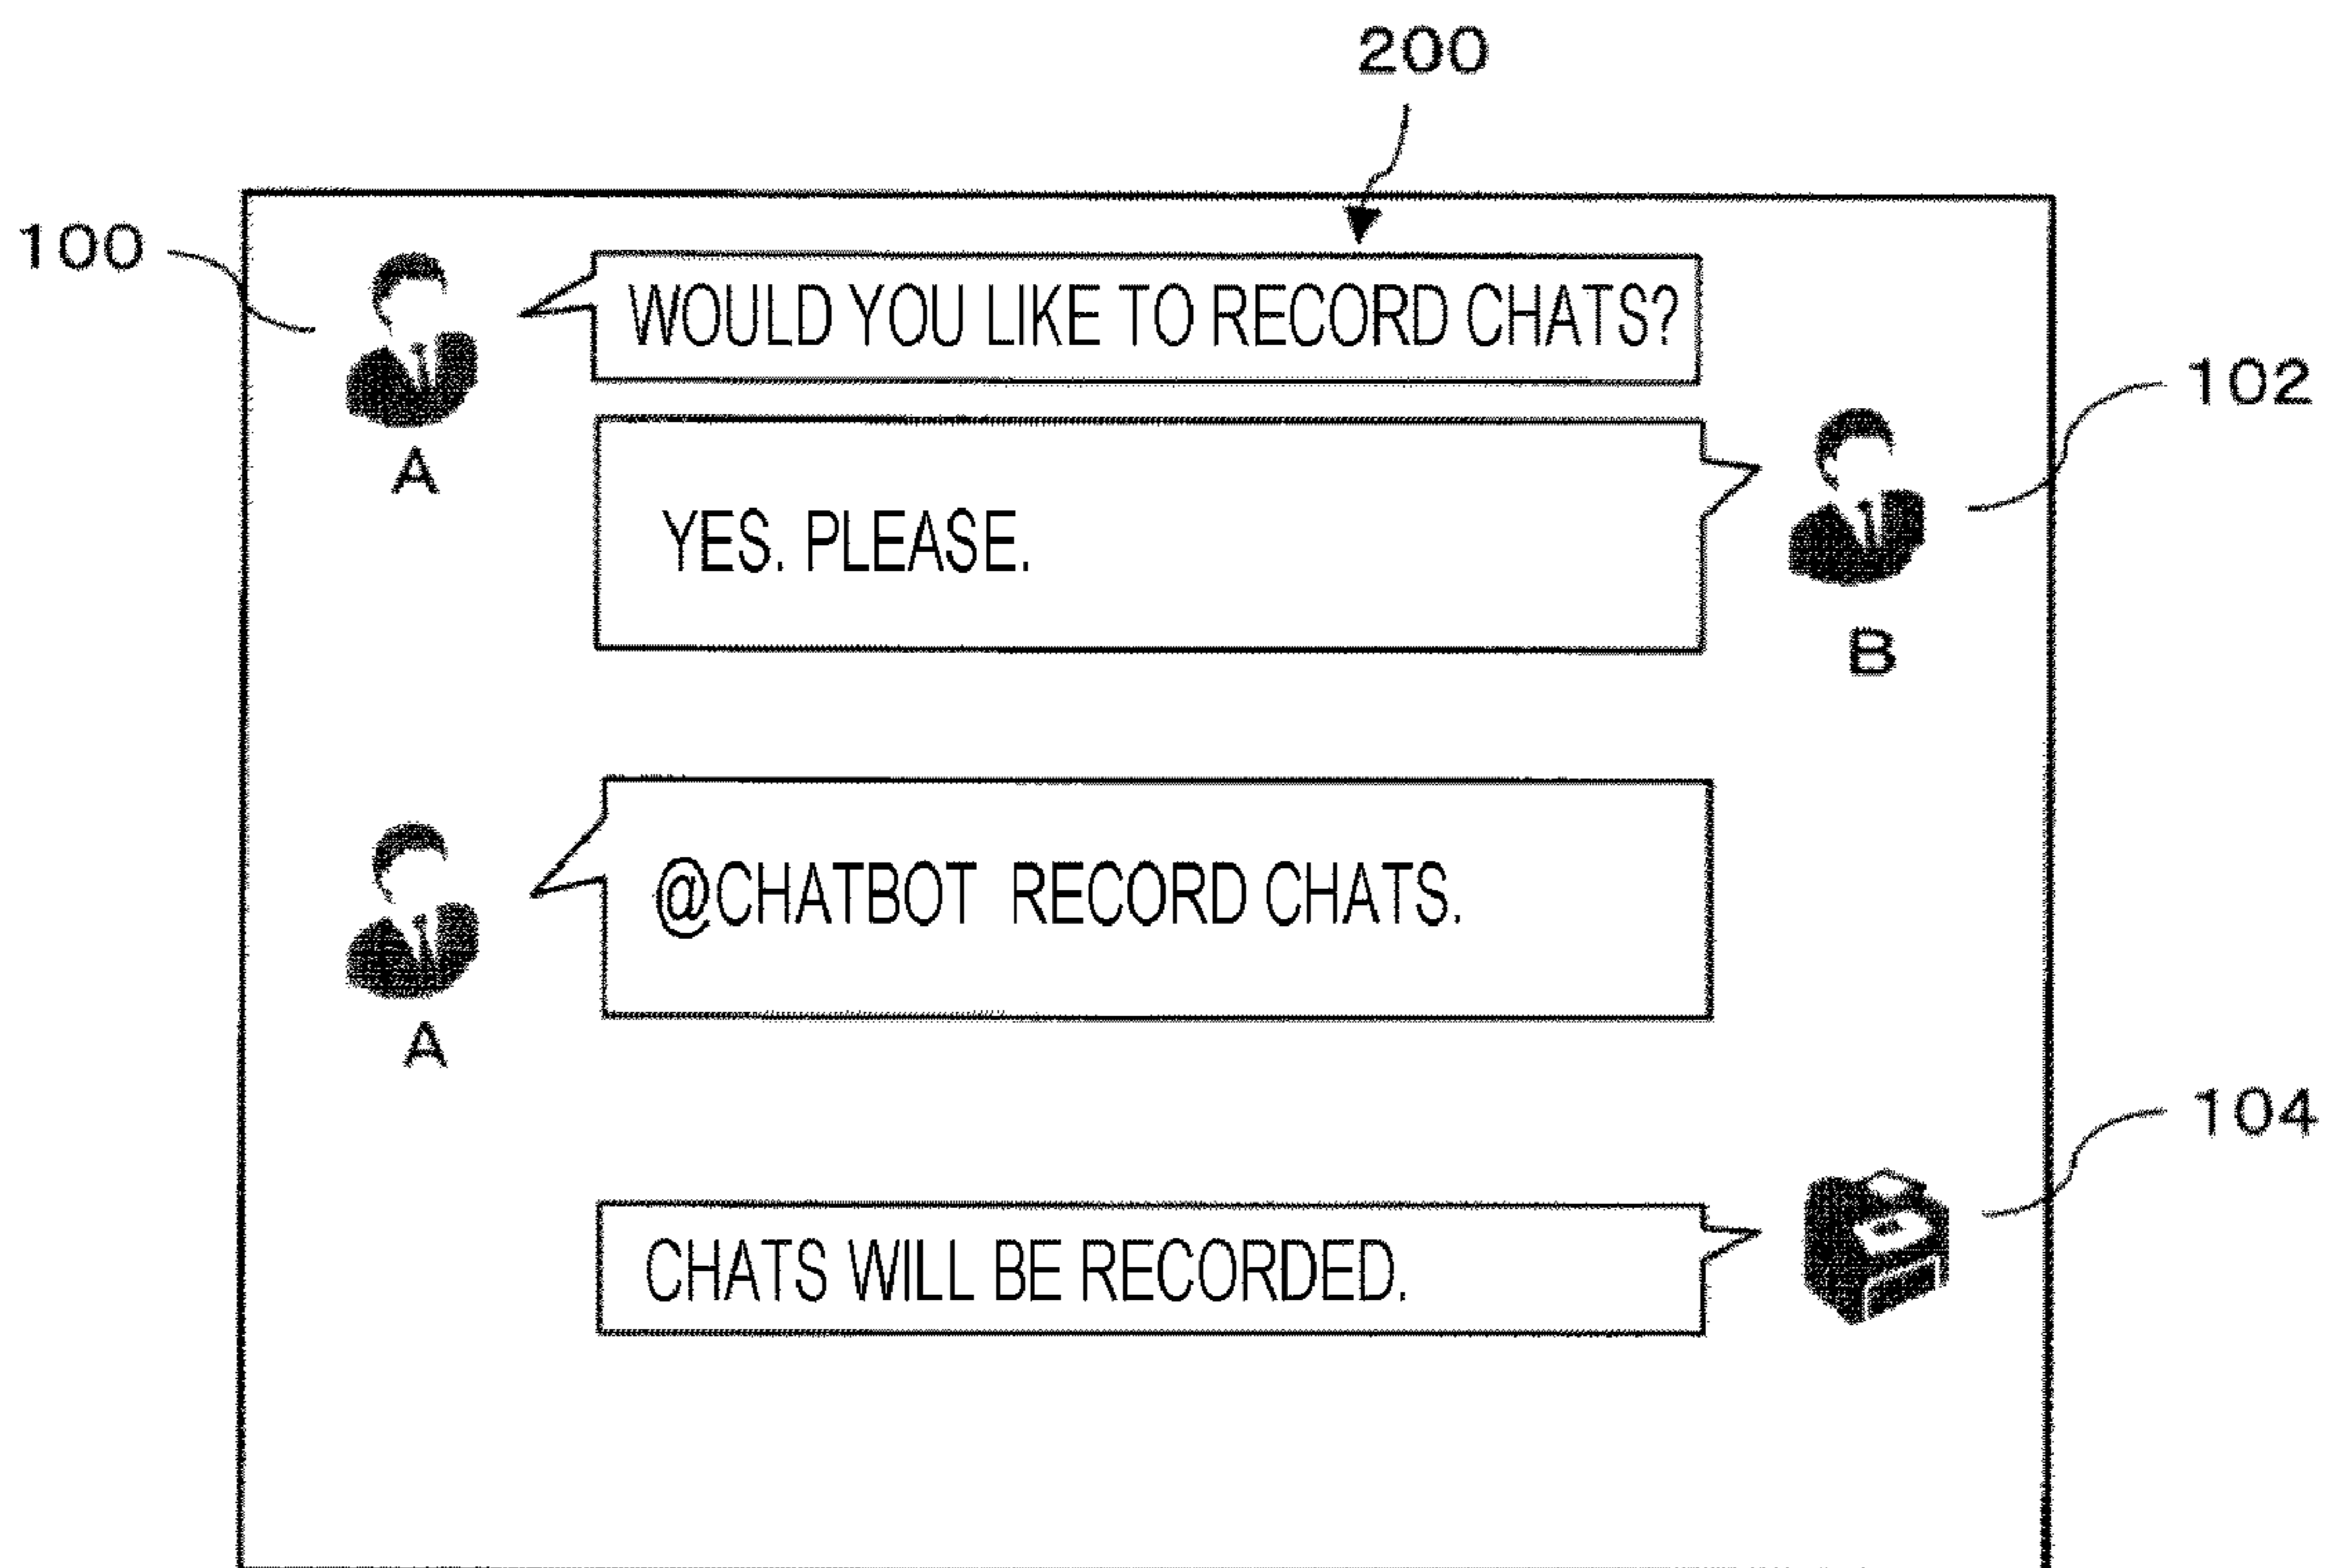 200
100
WOULD YOU LIKE TO RECORD CHATS?
102
A
YES. PLEASE.
B
@CHATBOT RECORD CHATS.
A
104
CHATS WILL BE RECORDED.